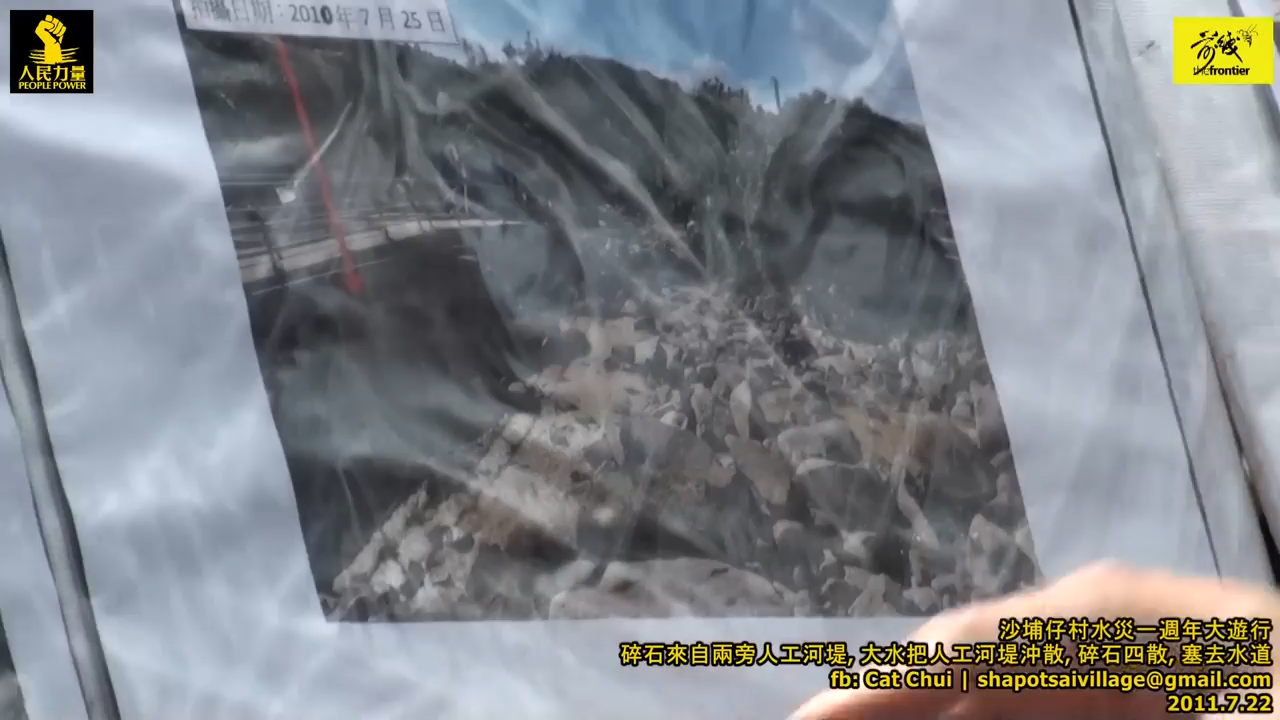 拍攝日期：2010年7月25日
人民力量
PEOPLE POWER
前綫
thefrontier
沙埔仔村水災一週年大遊行
碎石來自兩旁人工河堤, 大水把人工河堤沖散, 碎石四散, 塞去水道
fb: Cat Chui | shapotsaivillage@gmail.com
2011.7.22